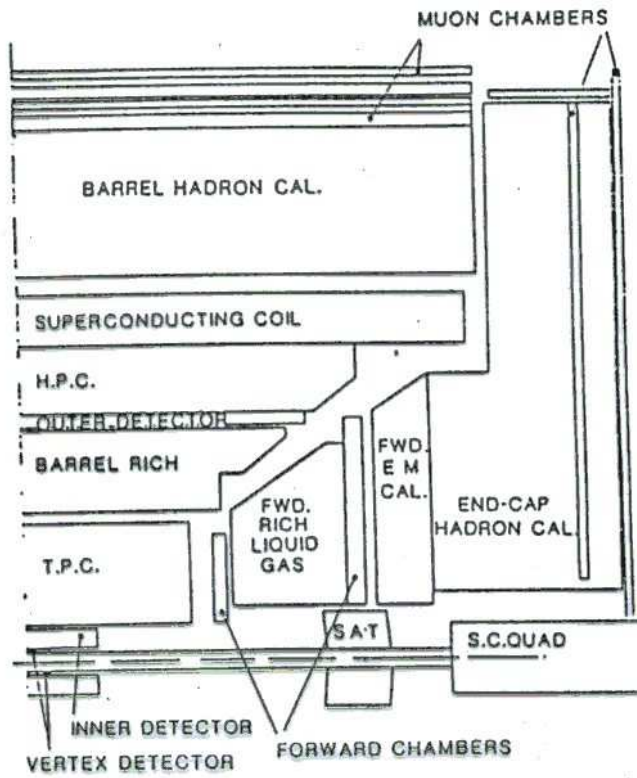 MUON CHAMBERS
BARREL HADRON CAL.
SUPERCONDUCTING COIL
H.P.C.
OUTER DETECTOR
BARREL RICH
FWD.
E M
CAL.
FWD.
RICH
LIQUID
GAS
END-CAP
HADRON CAL.
T.P.C.
S A·T
S.C.QUAD
INNER DETECTOR
VERTEX DETECTOR
FORWARD CHAMBERS